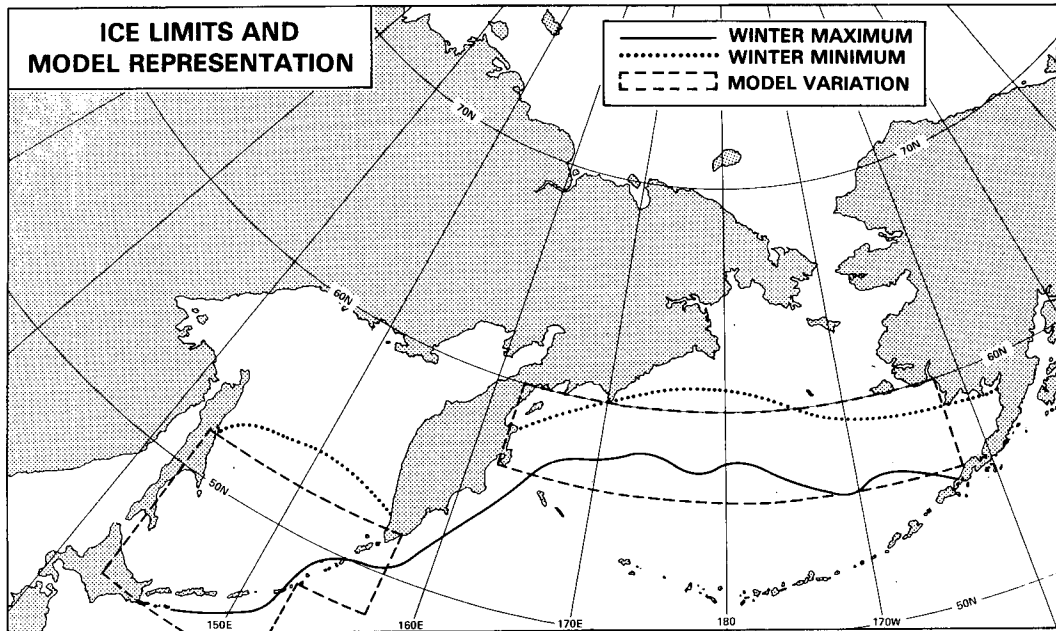 ICE LIMITS AND
MODEL REPRESENTATION
WINTER MAXIMUM
WINTER MINIMUM
MODEL VARIATION
70N
70N
60N
60N
50N
50N
150E
160E
170E
180
170W